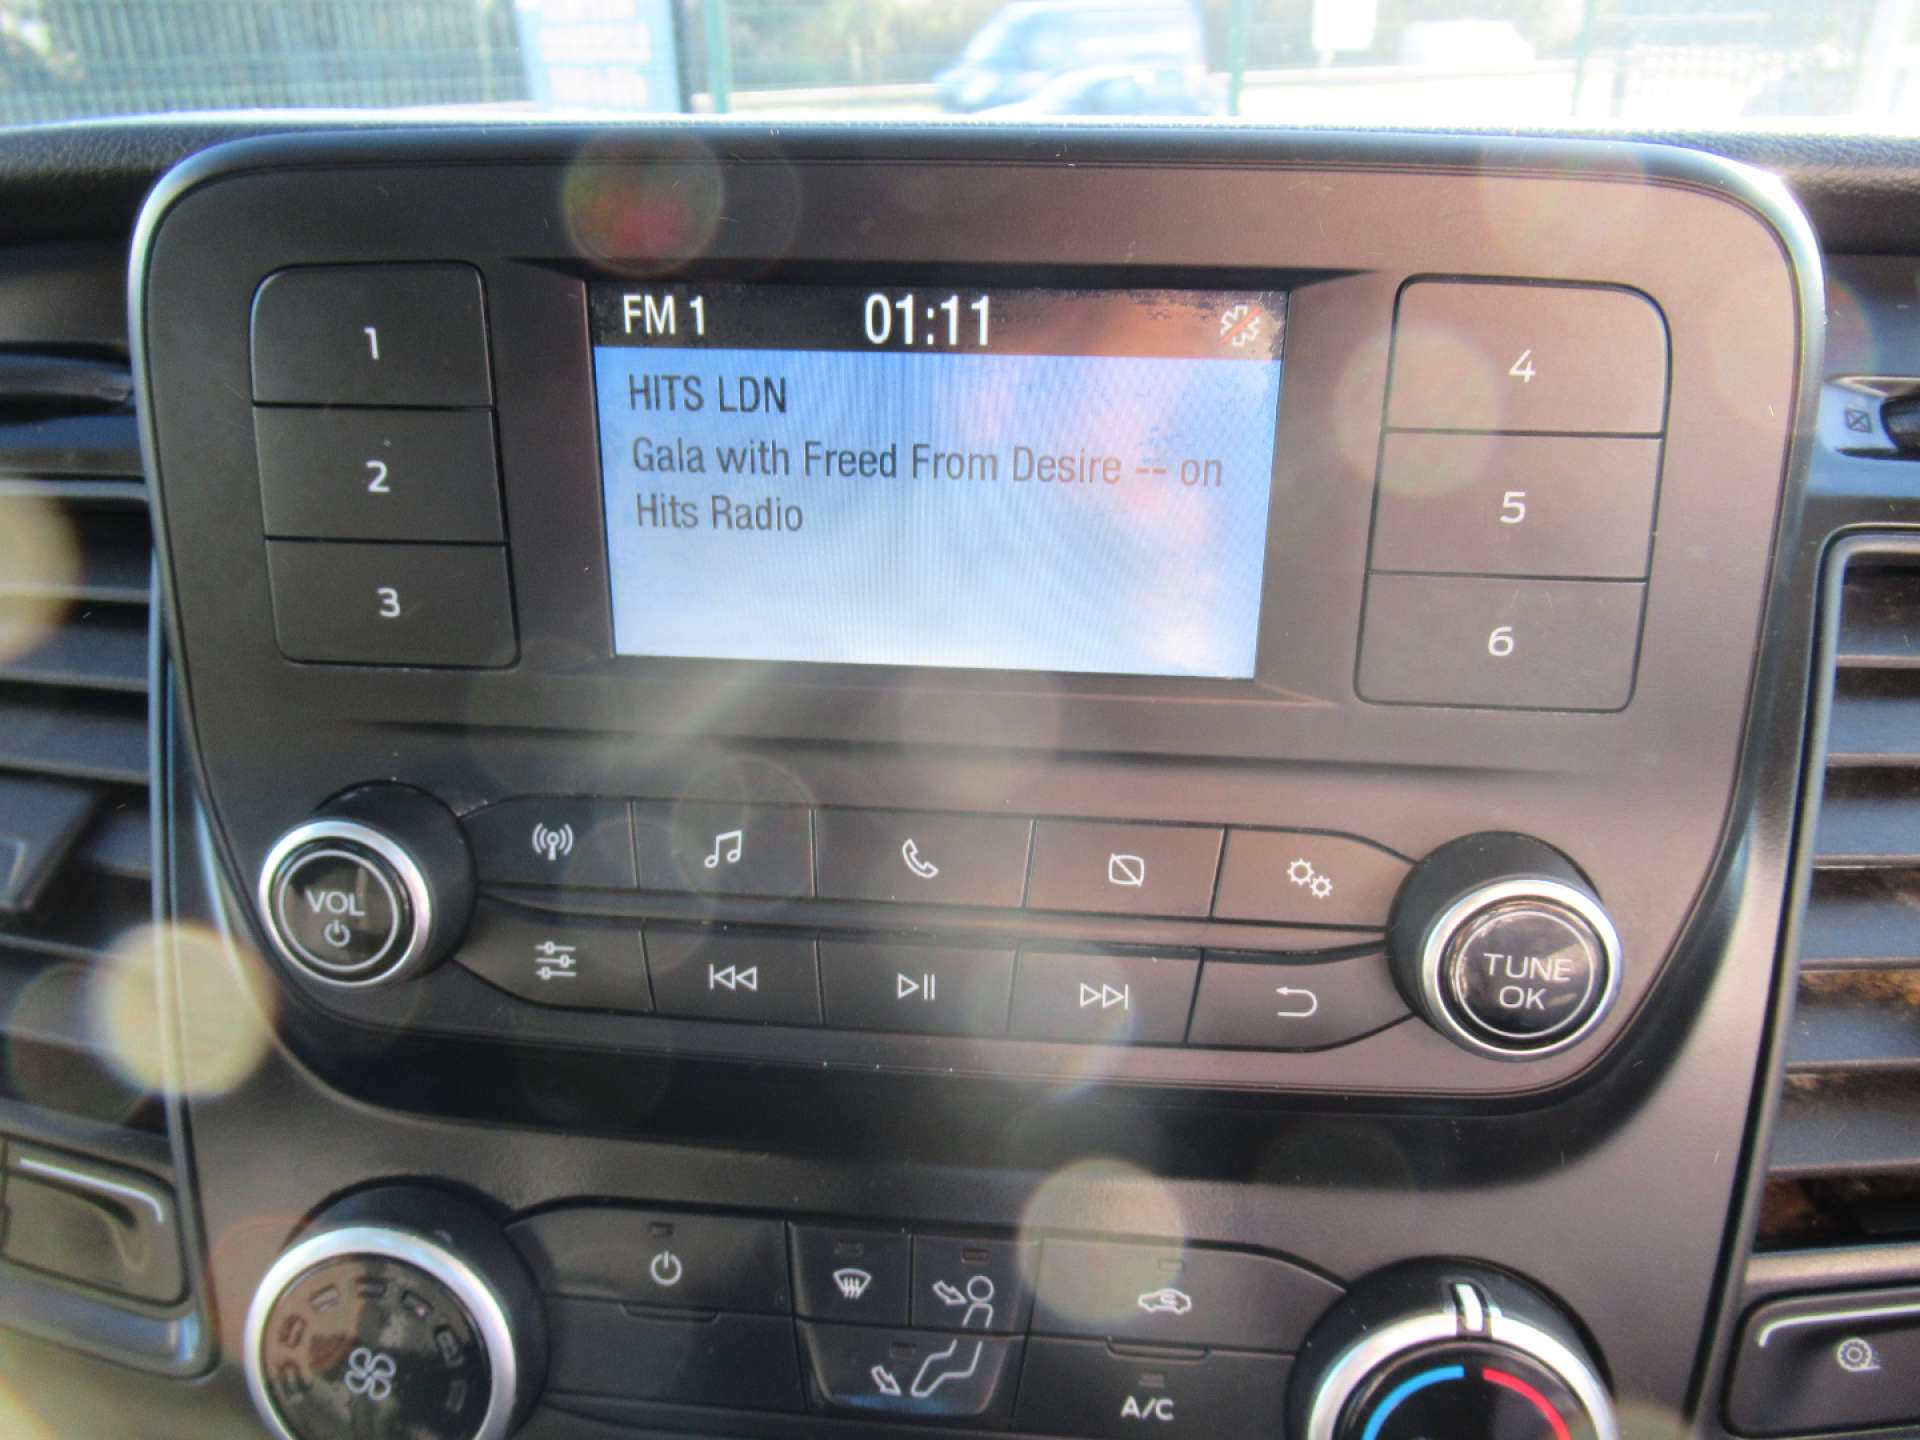 FM 1 01:11
HITS LDN
Gala with Freed From Desire -- on
Hits Radio
1
2
3
4
5
6
VOL
TUNE
OK
A/C